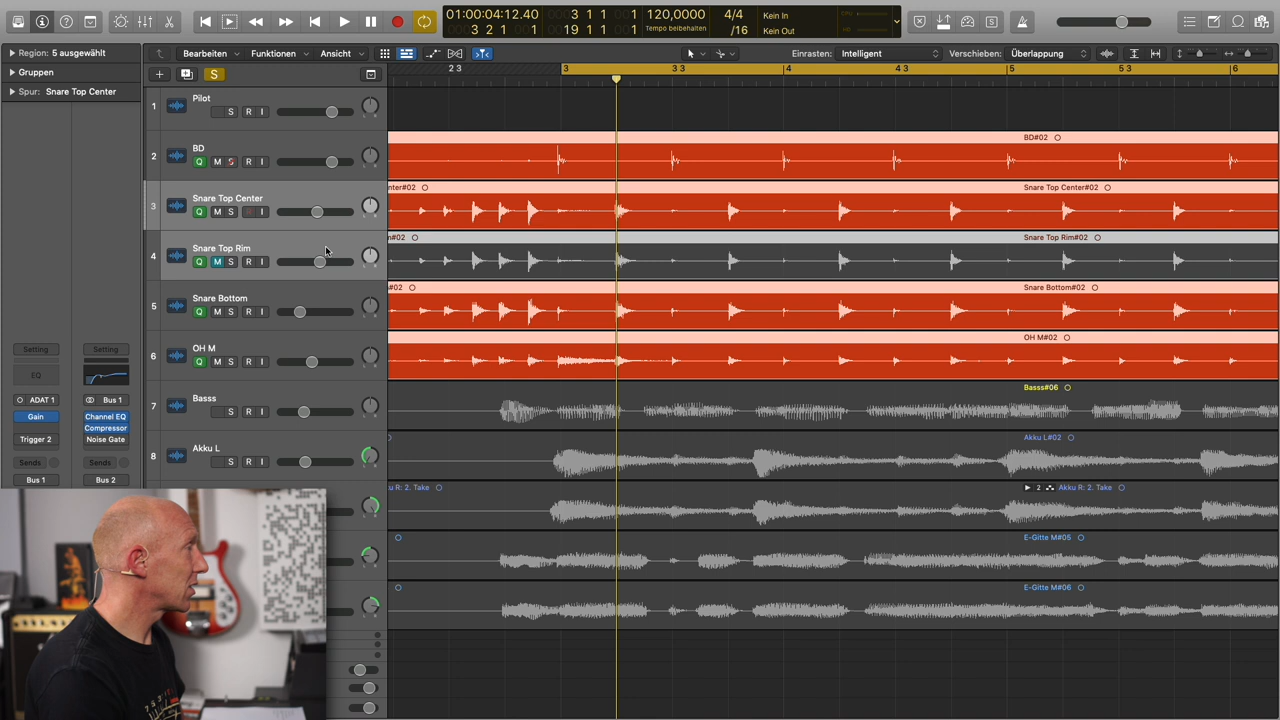 01:00:04:12.40
3 1 1 1
120,0000
4/4
Kein In
3 2 1 1
19 1 1 1
Tempo beibehalten
/16
Kein Out
Region: 5 ausgewählt
Bearbeiten
Funktionen
Ansicht
Einrasten: Intelligent
Verschieben: Überlappung
Gruppen
S
2 3
3
3 3
4
4 3
5
5 3
6
Spur: Snare Top Center
1
Pilot
S R I
2
BD
Q M S R I
BD#02
3
Snare Top Center
Q M S R I
nter#02
Snare Top Center#02
4
Snare Top Rim
Q M S R I
m#02
Snare Top Rim#02
5
Snare Bottom
Q M S R I
#02
Snare Bottom#02
6
OH M
Q M S R I
OH M#02
7
Basss
S R I
Basss#06
8
Akku L
S R I
Akku L#02
u R: 2. Take
2
Akku R: 2. Take
E-Gitte M#05
E-Gitte M#06
Setting
Setting
EQ
ADAT 1
Bus 1
Gain
Channel EQ
Compressor
Trigger 2
Noise Gate
Sends
Sends
Bus 1
Bus 2